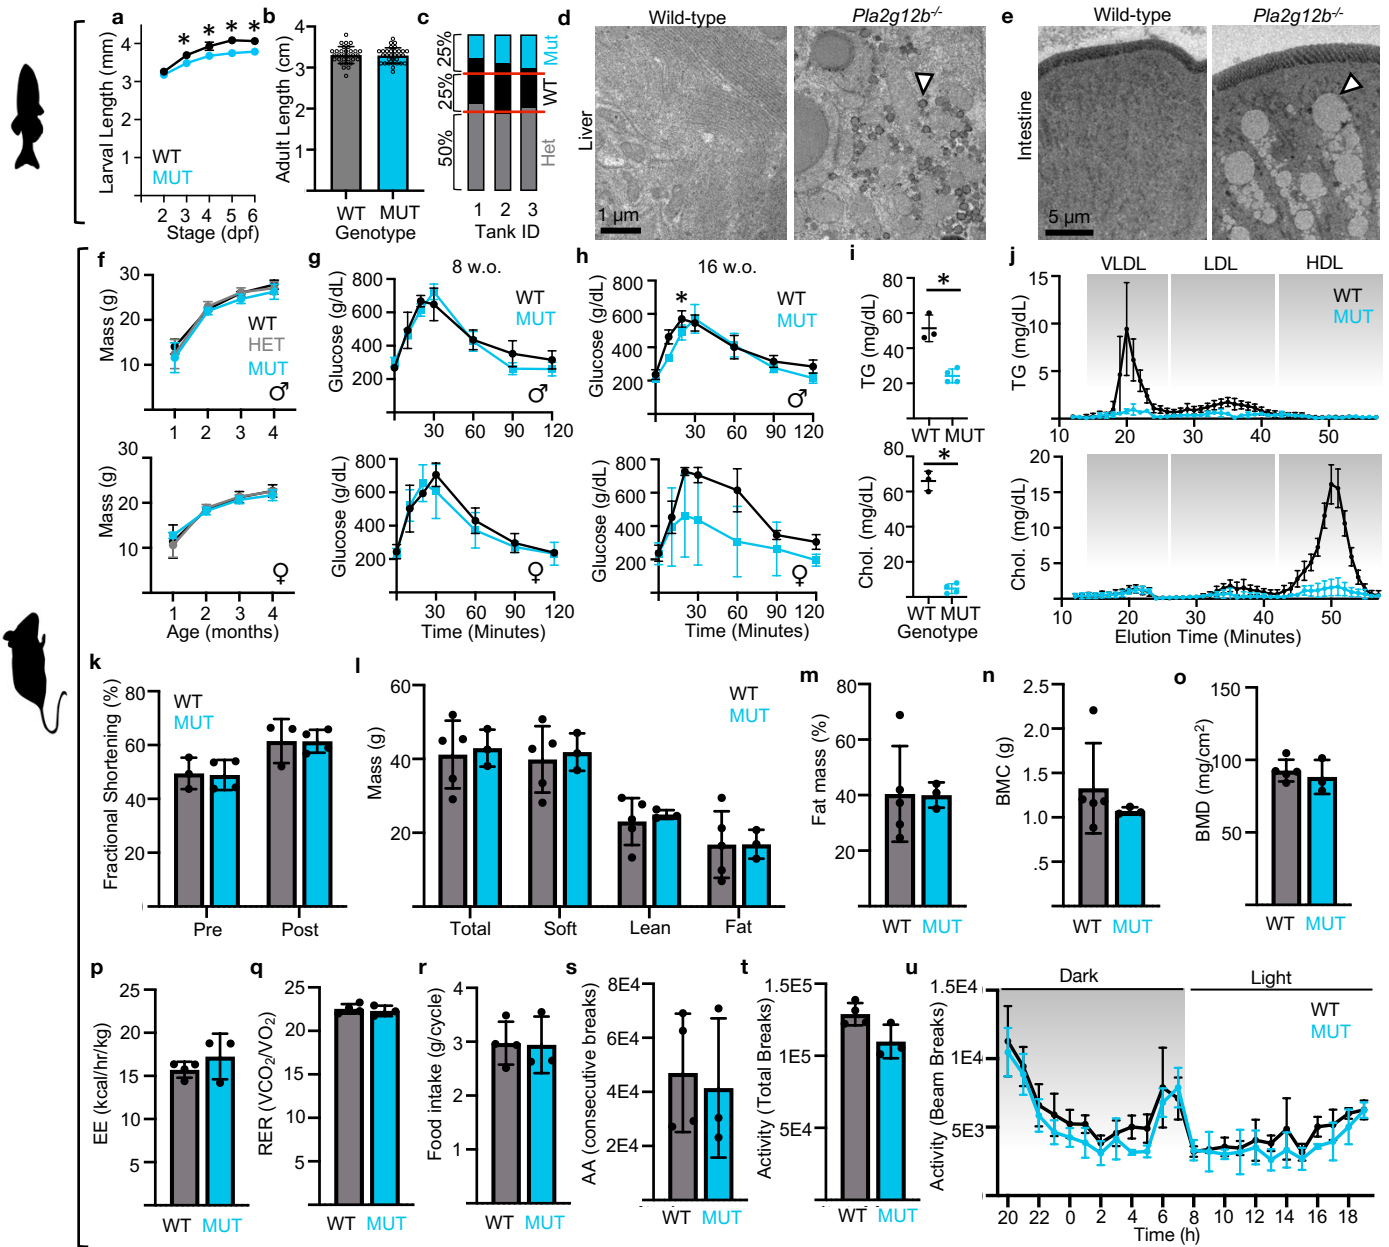 a
Larval Length (mm)
4
3
2
1
* * * *
WT
MUT
2 3 4 5 6
Stage (dpf)
b
Adult Length (cm)
4
3
2
1
WT MUT
Genotype
c
25%
25%
50%
Mut
WT
Het
1 2 3
Tank ID
d
Wild-type
Pla2g12b-/-
Liver
1 µm
e
Wild-type
Pla2g12b-/-
Intestine
5 µm
f
Mass (g)
30
20
10
WT
HET
MUT
♂
1 2 3 4
Mass (g)
30
20
10
♀
1 2 3 4
Age (months)
g
8 w.o.
Glucose (g/dL)
800
600
400
200
WT
MUT
♂
30 60 90 120
Glucose (g/dL)
800
600
400
200
♀
30 60 90 120
Time (Minutes)
h
16 w.o.
Glucose (g/dL)
800
600
400
200
*
WT
MUT
♂
30 60 90 120
Glucose (g/dL)
800
600
400
200
♀
30 60 90 120
Time (Minutes)
i
TG (mg/dL)
80
60
40
20
*
WT MUT
Chol. (mg/dL)
80
60
40
20
*
WT MUT
Genotype
j
VLDL LDL HDL
TG (mg/dL)
15
10
5
WT
MUT
10 20 30 40 50
Chol. (mg/dL)
20
15
10
5
0
10 20 30 40 50
Elution Time (Minutes)
k
Fractional Shortening (%)
80
60
40
20
WT
MUT
Pre Post
l
Mass (g)
60
40
20
WT
MUT
Total Soft Lean Fat
m
Fat mass (%)
80
60
40
20
WT MUT
n
BMC (g)
2.5
2.0
1.5
1.0
.5
WT MUT
o
BMD (mg/cm2)
150
100
50
WT MUT
p
EE (kcal/hr/kg)
25
20
15
10
5
WT MUT
q
RER (VCO2/VO2)
25
20
15
10
5
WT MUT
r
Food intake (g/cycle)
4
3
2
1
WT MUT
s
AA (consecutive breaks)
8E4
6E4
4E4
2E4
WT MUT
t
Activity (Total Breaks)
1.5E5
1E5
5E4
WT MUT
u
Activity (Beam Breaks)
1.5E4
1E4
5E3
Dark
Light
WT
MUT
20 22 0 2 4 6 8 10 12 14 16 18
Time (h)